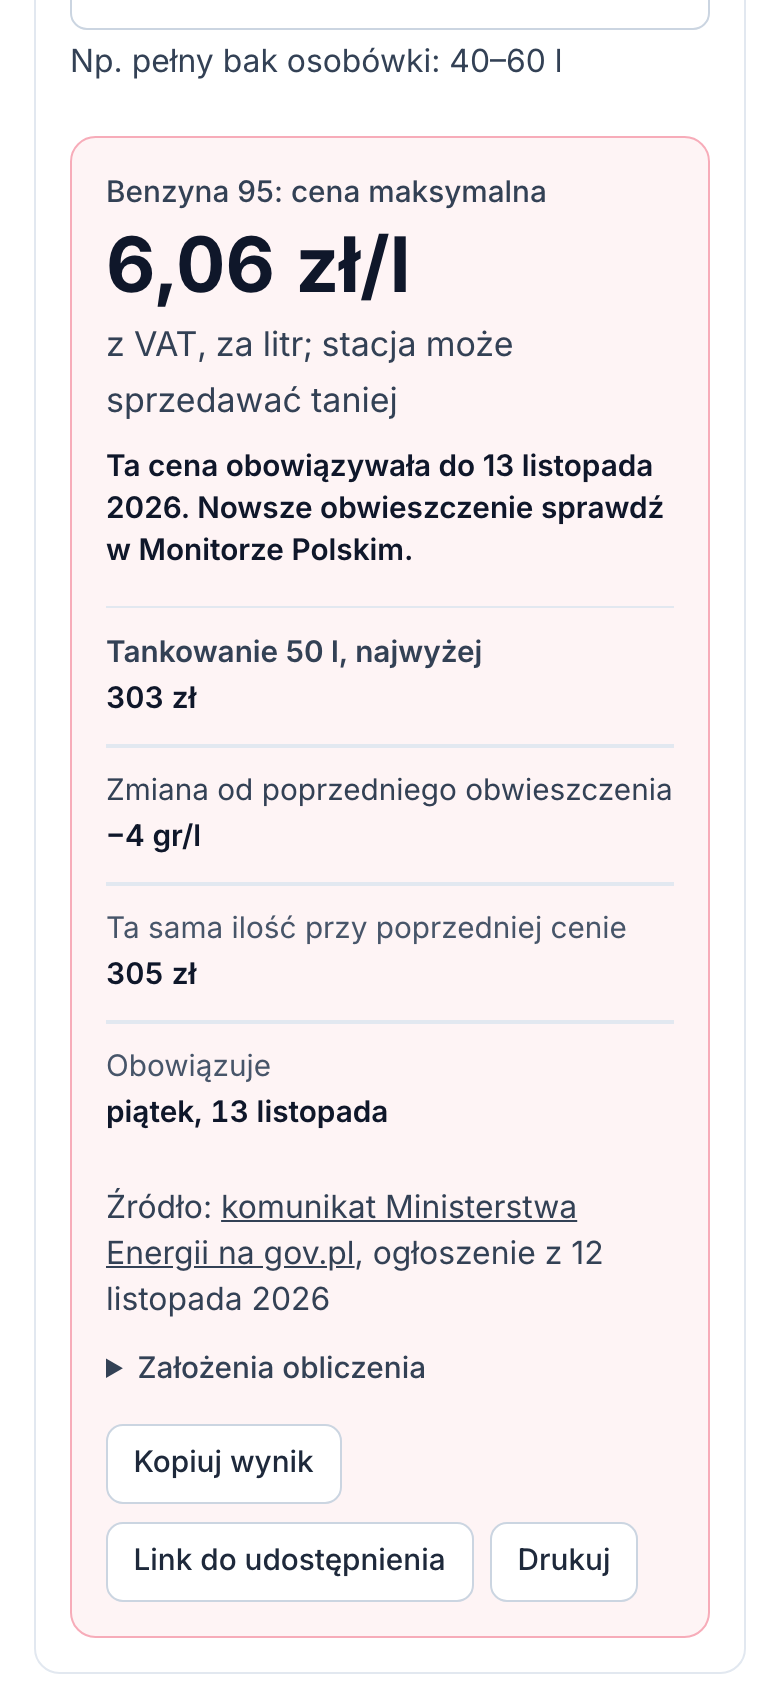 Np. pełny bak osobówki: 40–60 l
Benzyna 95: cena maksymalna
6,06 zł/l
z VAT, za litr; stacja może
sprzedawać taniej
Ta cena obowiązywała do 13 listopada
2026. Nowsze obwieszczenie sprawdź
w Monitorze Polskim.
Tankowanie 50 l, najwyżej
303 zł
Zmiana od poprzedniego obwieszczenia
−4 gr/l
Ta sama ilość przy poprzedniej cenie
305 zł
Obowiązuje
piątek, 13 listopada
Źródło: komunikat Ministerstwa
Energii na gov.pl, ogłoszenie z 12
listopada 2026
▶ Założenia obliczenia
Kopiuj wynik
Link do udostępnienia
Drukuj